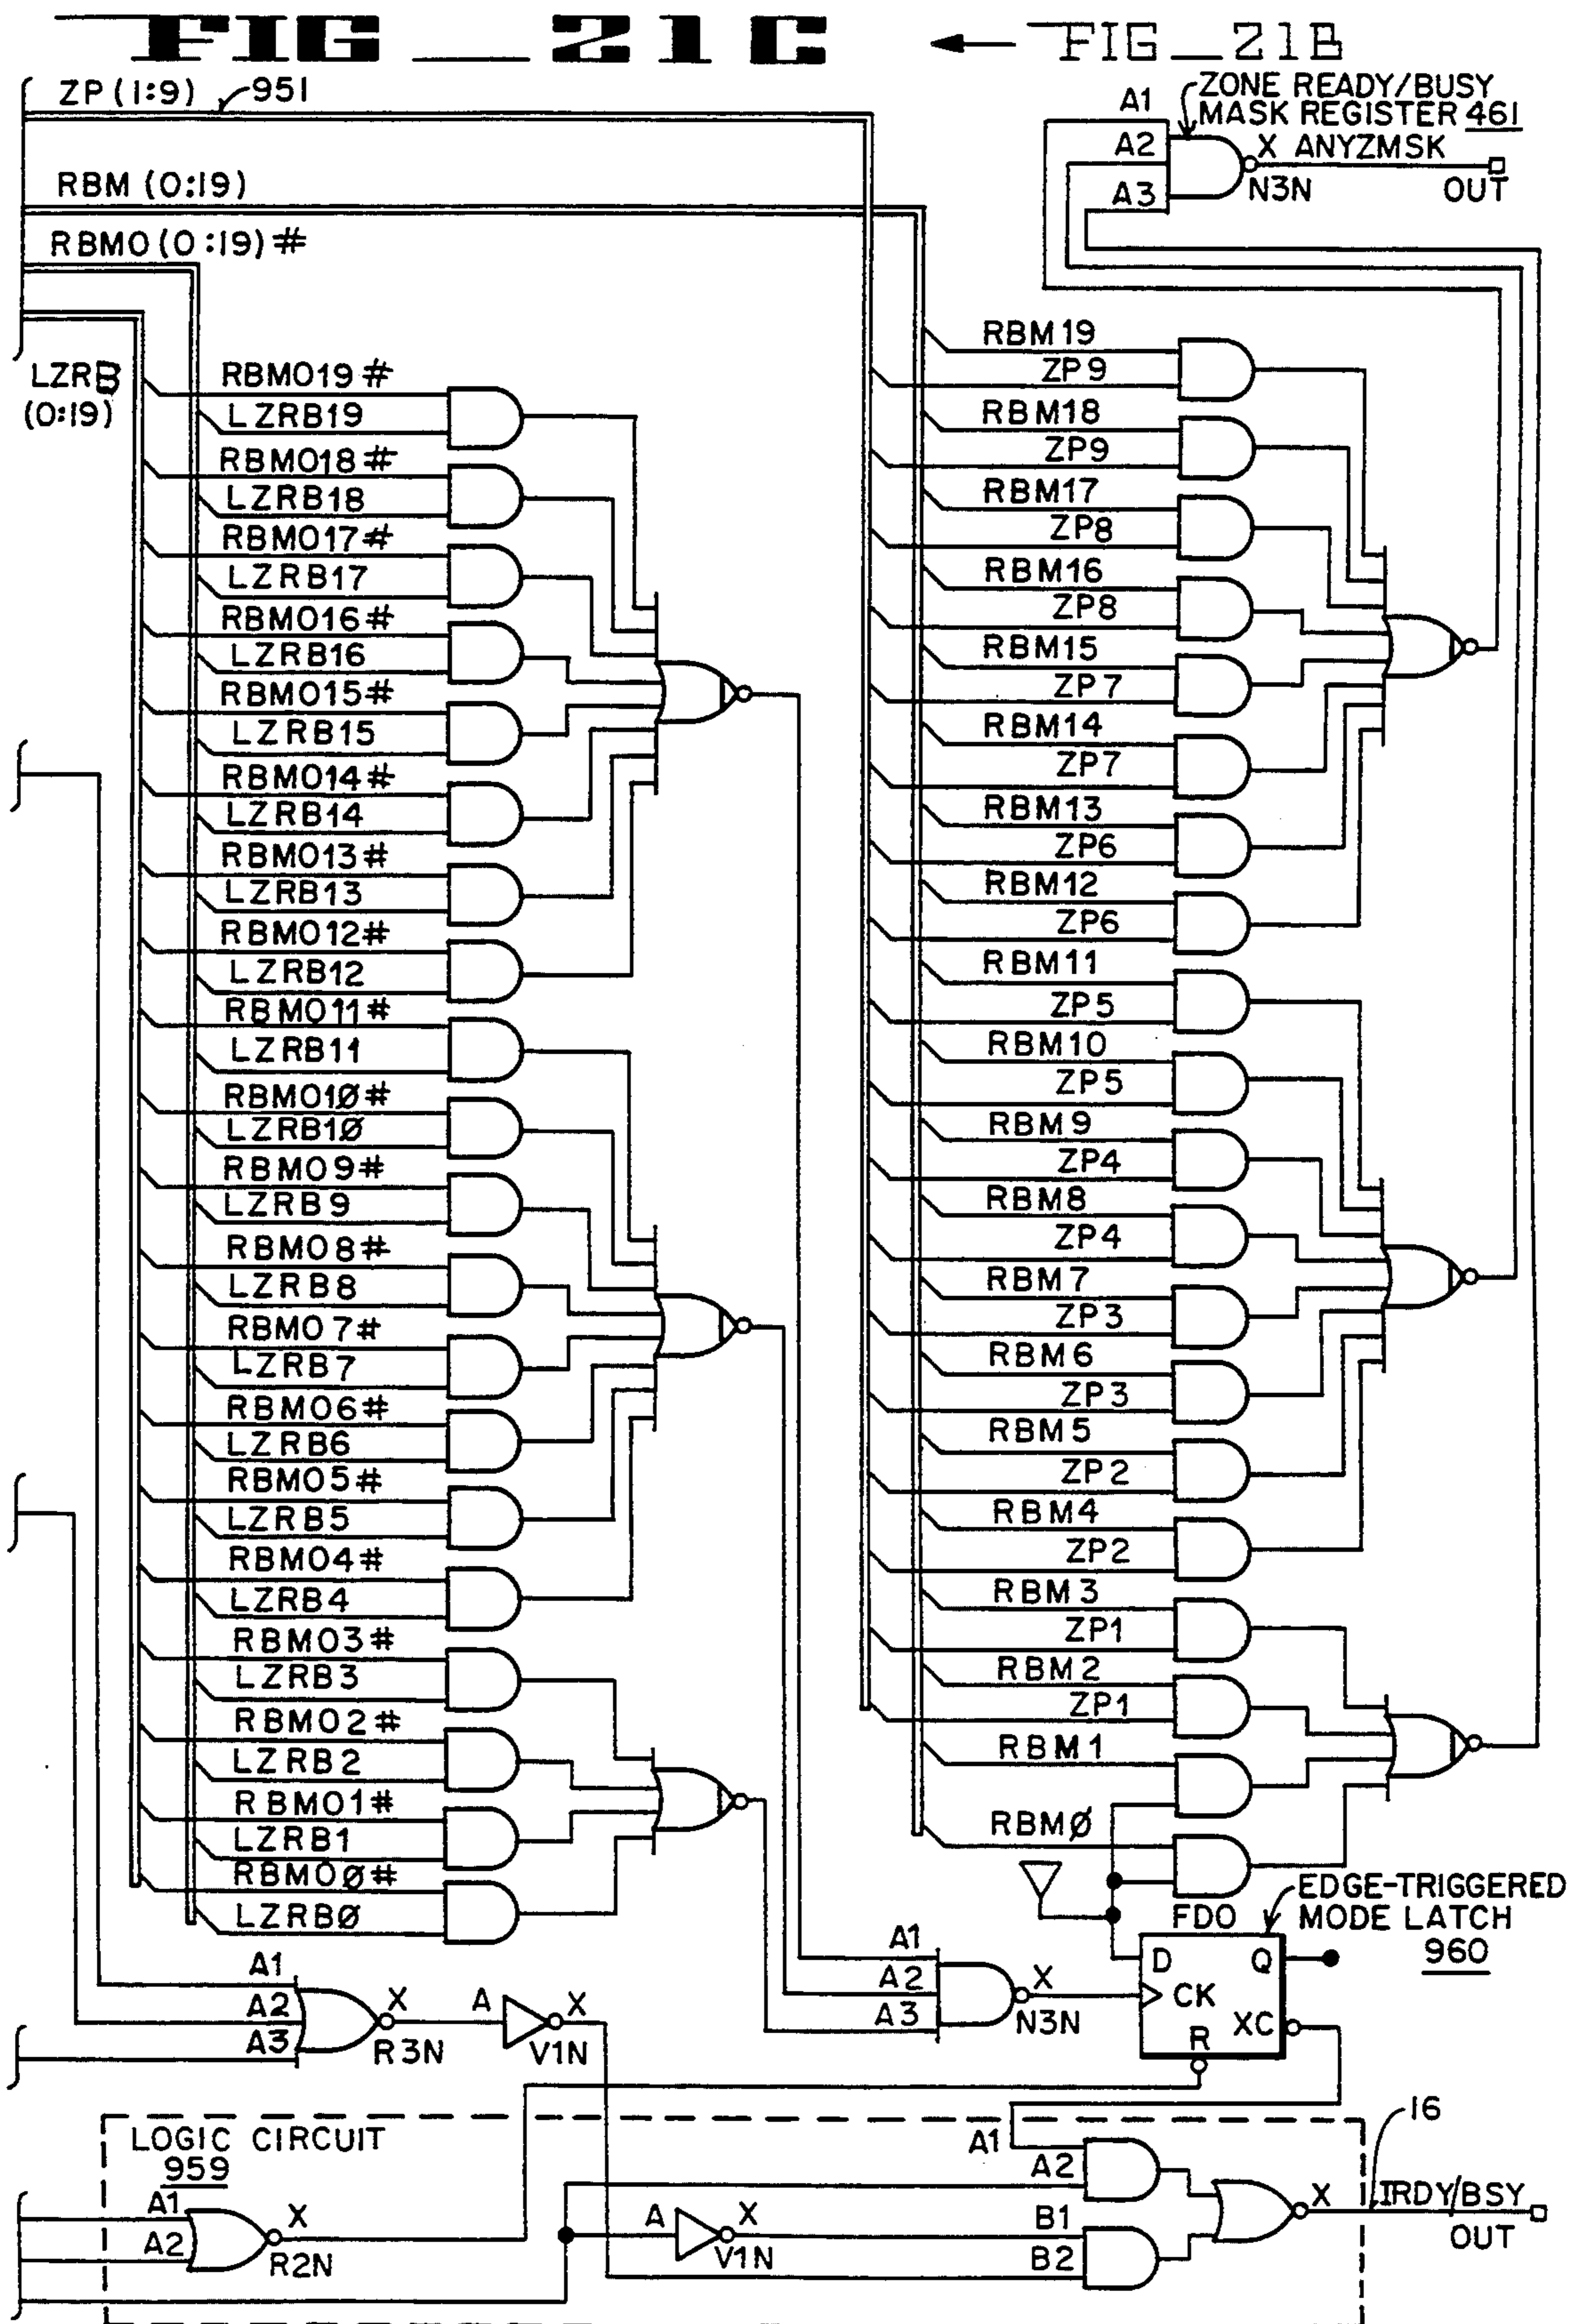 FIG_21C
FIG_21B
ZP (1:9)
951
RBM (0:19)
RBMO (0:19)#
LZRB
(0:19)
ZONE READY/BUSY
MASK REGISTER 461
A1
A2
A3
X ANYZMSK
N3N
OUT
RBMO19#
LZRB19
RBMO18#
LZRB18
RBMO17#
LZRB17
RBMO16#
LZRB16
RBMO15#
LZRB15
RBMO14#
LZRB14
RBMO13#
LZRB13
RBMO12#
LZRB12
RBMO11#
LZRB11
RBMO1Ø#
LZRB1Ø
RBMO9#
LZRB9
RBMO8#
LZRB8
RBMO7#
LZRB7
RBMO6#
LZRB6
RBMO5#
LZRB5
RBMO4#
LZRB4
RBMO3#
LZRB3
RBMO2#
LZRB2
RBMO1#
LZRB1
RBMOØ#
LZRBØ
RBM19
ZP9
RBM18
ZP9
RBM17
ZP8
RBM16
ZP8
RBM15
ZP7
RBM14
ZP7
RBM13
ZP6
RBM12
ZP6
RBM11
ZP5
RBM10
ZP5
RBM9
ZP4
RBM8
ZP4
RBM7
ZP3
RBM6
ZP3
RBM5
ZP2
RBM4
ZP2
RBM3
ZP1
RBM2
ZP1
RBM1
RBMØ
EDGE-TRIGGERED
MODE LATCH
960
FDO
D
Q
CK
XC
R
A1
A2
A3
X
N3N
A1
A2
A3
X
R3N
A
X
V1N
LOGIC CIRCUIT
959
A1
A2
X
R2N
A
X
V1N
A1
A2
B1
B2
X
16
IRDY/BSY
OUT